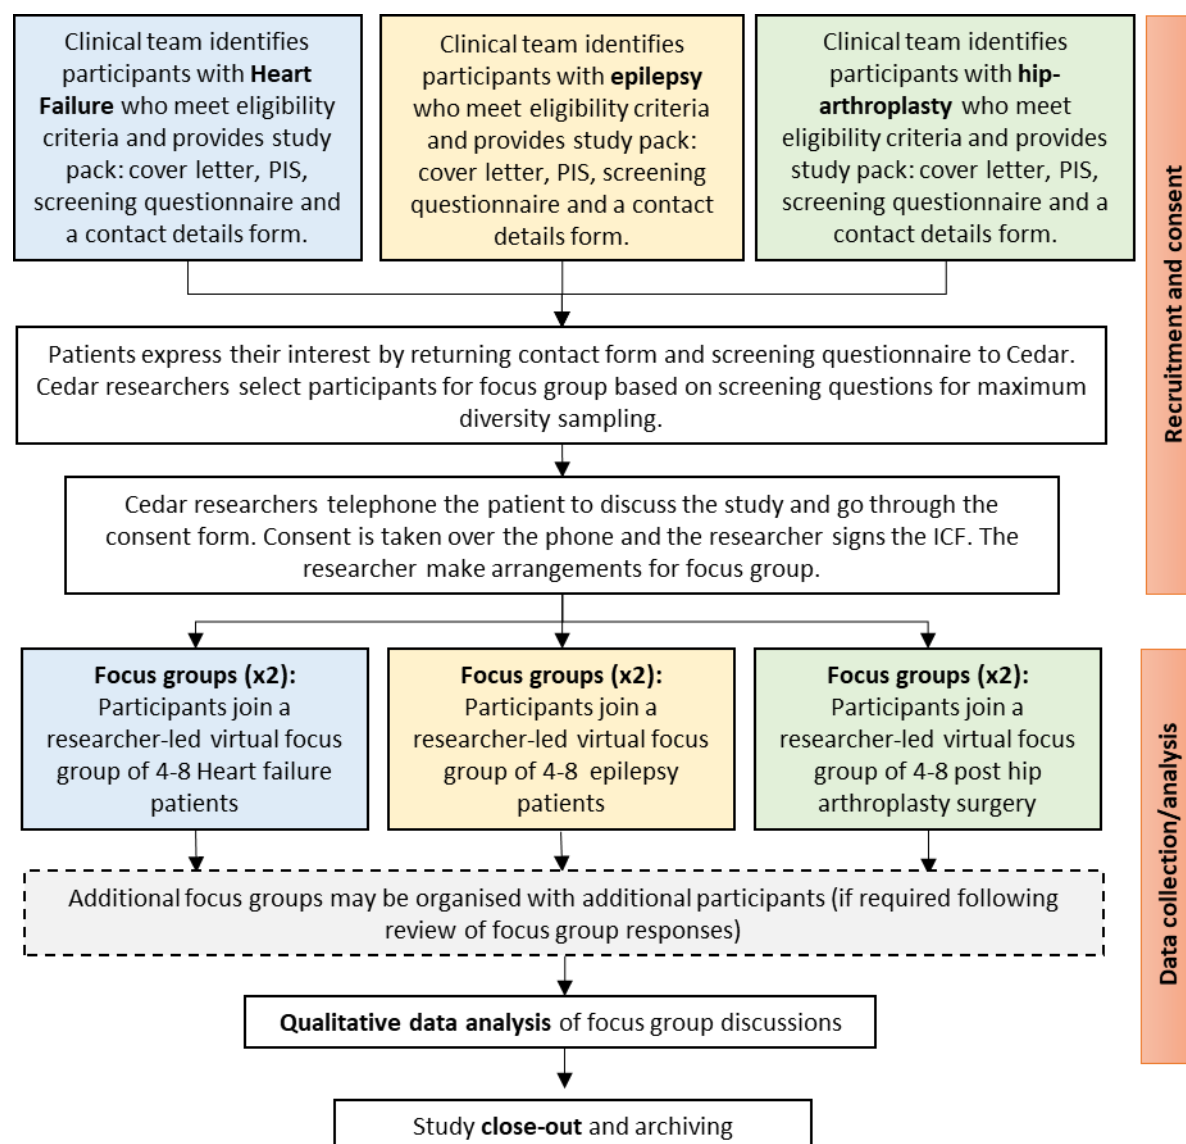 Clinical team identifies
participants with Heart
Failure who meet eligibility
criteria and provides study
pack: cover letter, PIS,
screening questionnaire and
a contact details form.
Clinical team identifies
participants with epilepsy
who meet eligibility criteria
and provides study pack:
cover letter, PIS, screening
questionnaire and a contact
details form.
Clinical team identifies
participants with hip-
arthroplasty who meet
eligibility criteria and provides
study pack: cover letter, PIS,
screening questionnaire and a
contact details form.
Recruitment and consent
Patients express their interest by returning contact form and screening questionnaire to Cedar.
Cedar researchers select participants for focus group based on screening questions for maximum
diversity sampling.
Cedar researchers telephone the patient to discuss the study and go through the
consent form. Consent is taken over the phone and the researcher signs the ICF. The
researcher make arrangements for focus group.
Focus groups (x2):
Participants join a
researcher-led virtual focus
group of 4-8 Heart failure
patients
Focus groups (x2):
Participants join a
researcher-led virtual focus
group of 4-8 epilepsy
patients
Focus groups (x2):
Participants join a
researcher-led virtual focus
group of 4-8 post hip
arthroplasty surgery
Data collection/analysis
Additional focus groups may be organised with additional participants (if required following
review of focus group responses)
Qualitative data analysis of focus group discussions
Study close-out and archiving